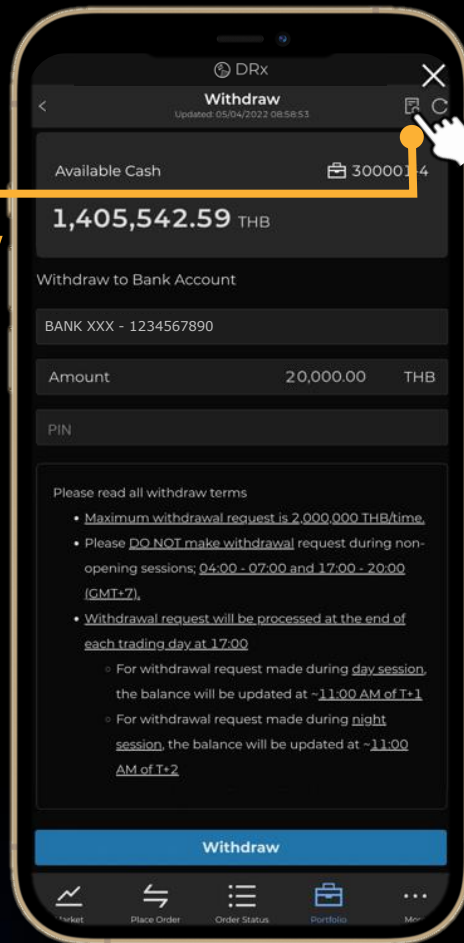 DRx
Withdraw
Updated: 05/04/2022 08:58:53
Available Cash
300001-4
1,405,542.59 THB
Withdraw to Bank Account
BANK XXX - 1234567890
Amount 20,000.00 THB
PIN
Please read all withdraw terms
• Maximum withdrawal request is 2,000,000 THB/time.
• Please DO NOT make withdrawal request during non-
opening sessions; 04:00 - 07:00 and 17:00 - 20:00
(GMT+7).
• Withdrawal request will be processed at the end of
each trading day at 17:00
◦ For withdrawal request made during day session,
the balance will be updated at ~11:00 AM of T+1
◦ For withdrawal request made during night
session, the balance will be updated at ~11:00
AM of T+2
Withdraw
Market Place Order Order Status Portfolio